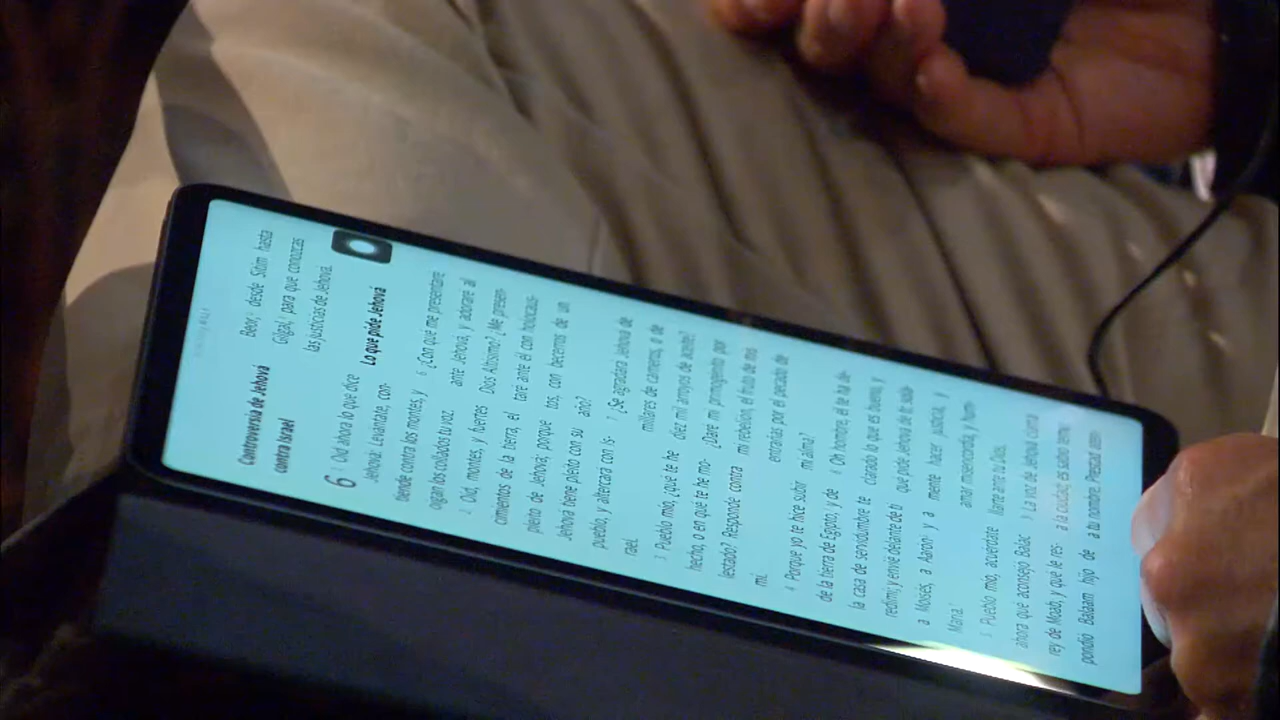 Controversia de Jehová
contra Israel
6 1 Oíd ahora lo que dice
Jehová: Levántate, con-
tiende contra los montes, y
oigan los collados tu voz.
2 Oíd, montes, y fuertes
cimientos de la tierra, el
pleito de Jehová; porque
Jehová tiene pleito con su
pueblo, y altercará con Is-
rael.
3 Pueblo mío, ¿qué te he
hecho, o en qué te he mo-
lestado? Responde contra
mí.
4 Porque yo te hice subir
de la tierra de Egipto, y de
la casa de servidumbre te
redimí; y envié delante de ti
a Moisés, a Aarón y a
María.
5 Pueblo mío, acuérdate
ahora qué aconsejó Balac
rey de Moab, y qué le res-
pondió Balaam hijo de
Beor, desde Sitim hasta
Gilgal, para que conozcas
las justicias de Jehová.
Lo que pide Jehová
6 ¿Con qué me presentaré
ante Jehová, y adoraré al
Dios Altísimo? ¿Me presen-
taré ante él con holocaus-
tos, con becerros de un
año?
7 ¿Se agradará Jehová de
millares de carneros, o de
diez mil arroyos de aceite?
¿Daré mi primogénito por
mi rebelión, el fruto de mis
entrañas por el pecado de
mi alma?
8 Oh hombre, él te ha de-
clarado lo que es bueno, y
qué pide Jehová de ti: sola-
mente hacer justicia, y
amar misericordia, y hum-
llarte ante tu Dios.
9 La voz de Jehová clama
a la ciudad; es sabio temer
a tu nombre. Prestad aten-